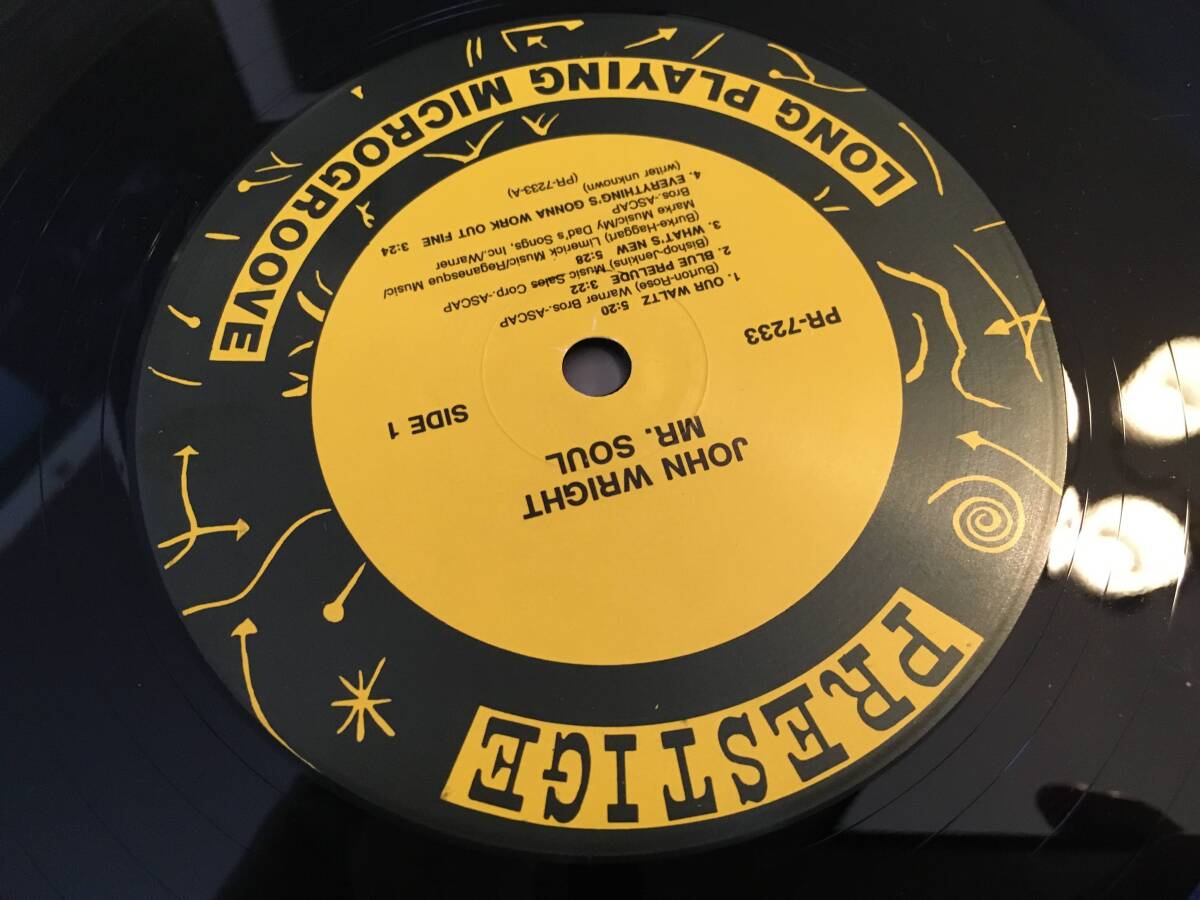 PRESTIGE
JOHN WRIGHT
MR. SOUL
SIDE 1
PR-7233
1. OUR WALTZ 5:20
(Burton-Rose) Warner Bros.-ASCAP
2. BLUE PRELUDE 3:22
(Bishop-Jenkins) Music Sales Corp.-ASCAP
3. WHAT'S NEW 5:28
(Burke-Haggart) Limerick Music/Reganesque Music/
Marke Music/My Dad's Songs, Inc./Warner
Bros.-ASCAP
4. EVERYTHING'S GONNA WORK OUT FINE 3:24
(writer unknown)
(PR-7233-A)
LONG PLAYING MICROGROOVE